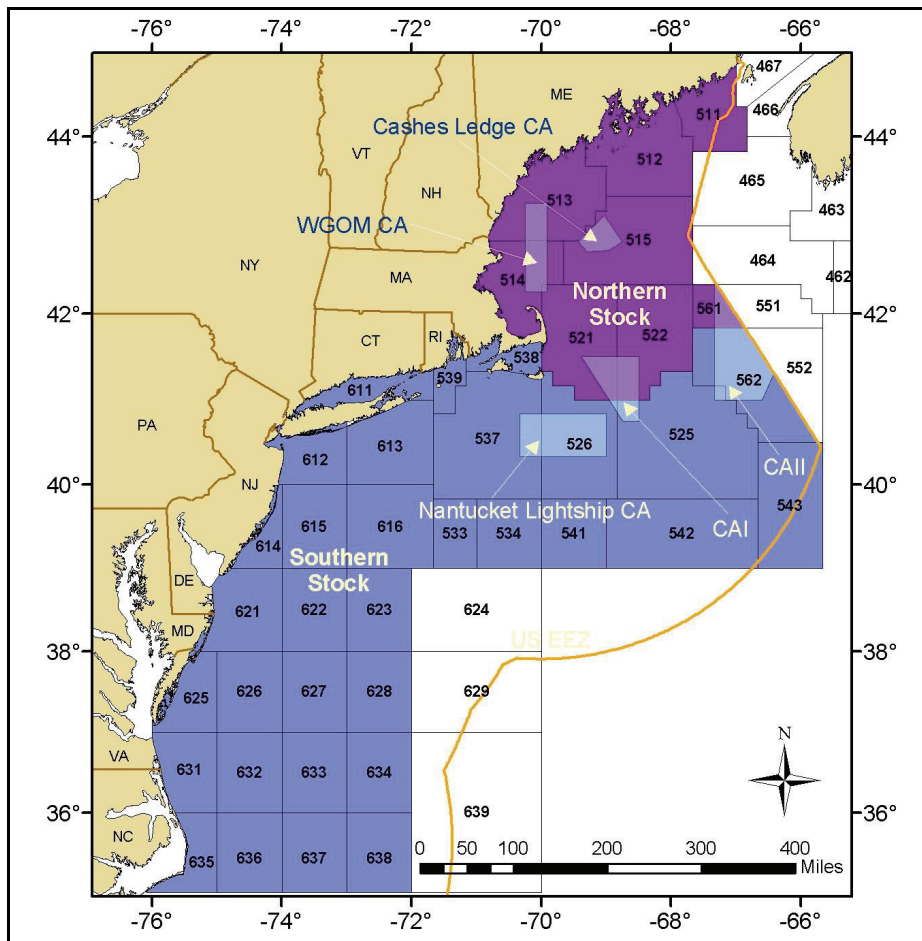 -76° -74° -72° -70° -68° -66°
467
ME
511
466
44°
44°
Cashes Ledge CA
VT
512
465
NH
513
463
WGOM CA
515
NY
464
462
MA
514
Northern
Stock
561
551
42°
42°
CT
RI
521
522
538
552
539
562
611
PA
537
526
525
613
612
CAII
NJ
40°
40°
Nantucket Lightship CA
CAI
543
615
616
533
534
541
542
614
Southern
Stock
DE
621
622
623
624
MD
US EEZ
38°
38°
625
626
627
628
629
N
VA
631
632
633
634
36°
36°
639
NC
0 50 100 200 300 400
Miles
635
636
637
638
-76° -74° -72° -70° -68° -66°